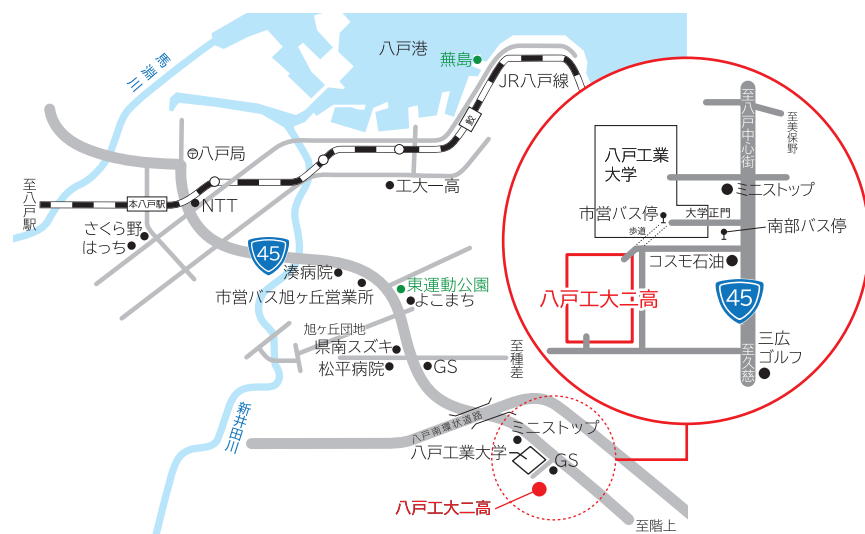 八戸港
蕪島
JR八戸線
馬淵川
鮫
〒八戸局
工大一高
至八戸駅
本八戸駅
NTT
さくら野
はっち
45
湊病院
市営バス旭ヶ丘営業所
東運動公園
よこまち
旭ヶ丘団地
県南スズキ
松平病院
GS
至種差
新井田川
八戸南環状道路
ミニストップ
八戸工業大学
GS
八戸工大二高
至階上
至八戸中心街
至美保野
八戸工業
大学
ミニストップ
市営バス停
大学正門
南部バス停
歩道
コスモ石油
八戸工大二高
45
三広
ゴルフ
至久慈